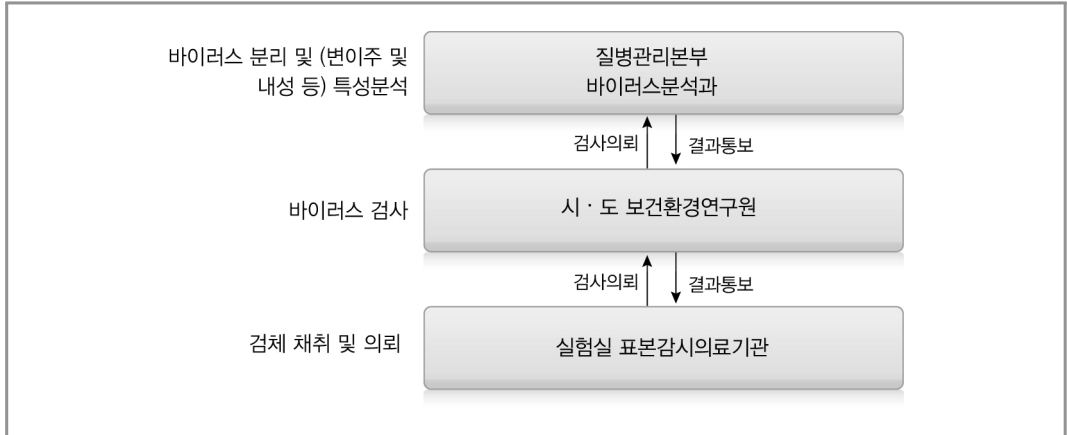 바이러스 분리 및 (변이주 및
내성 등) 특성분석
질병관리본부
바이러스분석과
검사의뢰
결과통보
바이러스 검사
시 · 도 보건환경연구원
검사의뢰
결과통보
검체 채취 및 의뢰
실험실 표본감시의료기관